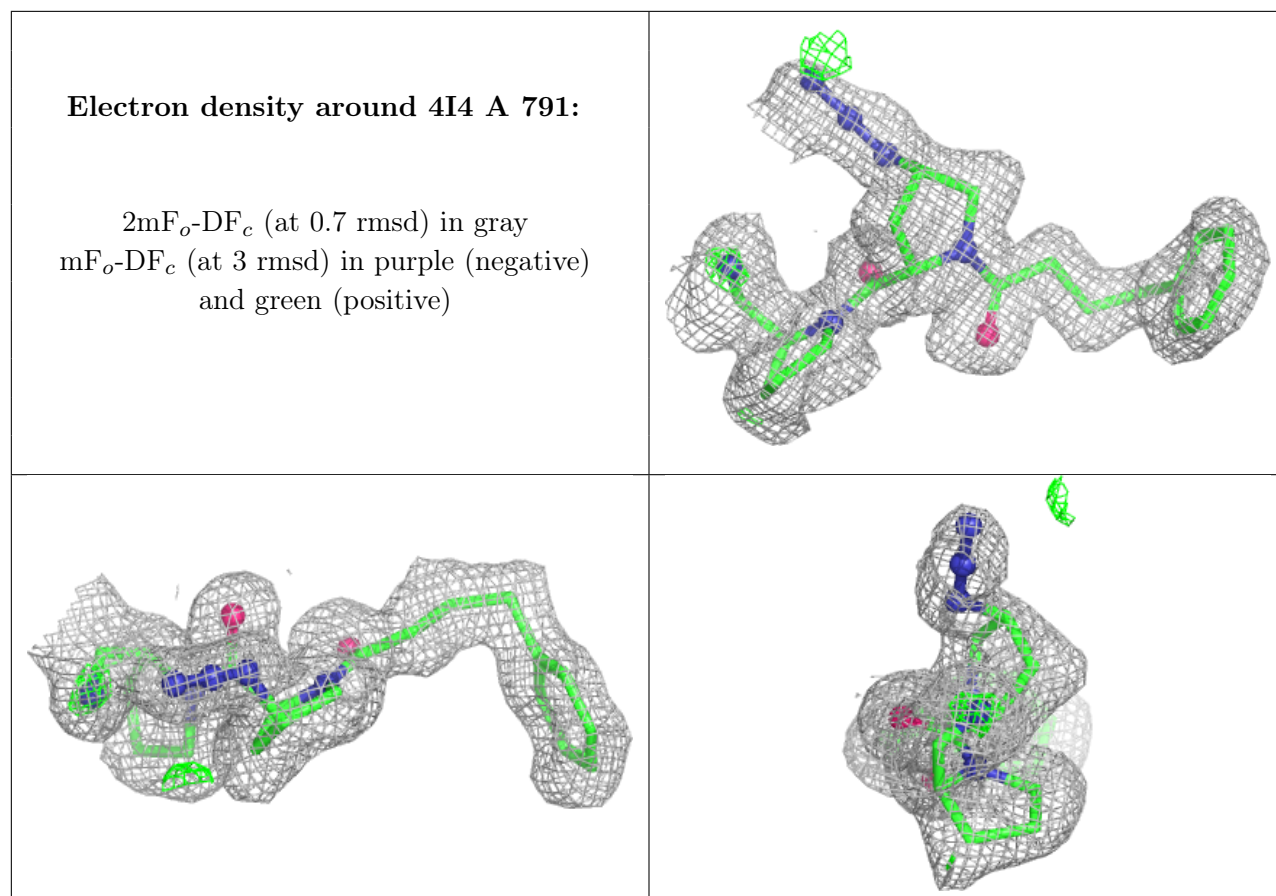 Electron density around 4I4 A 791:
2mFo-DFc (at 0.7 rmsd) in gray
mFo-DFc (at 3 rmsd) in purple (negative)
and green (positive)